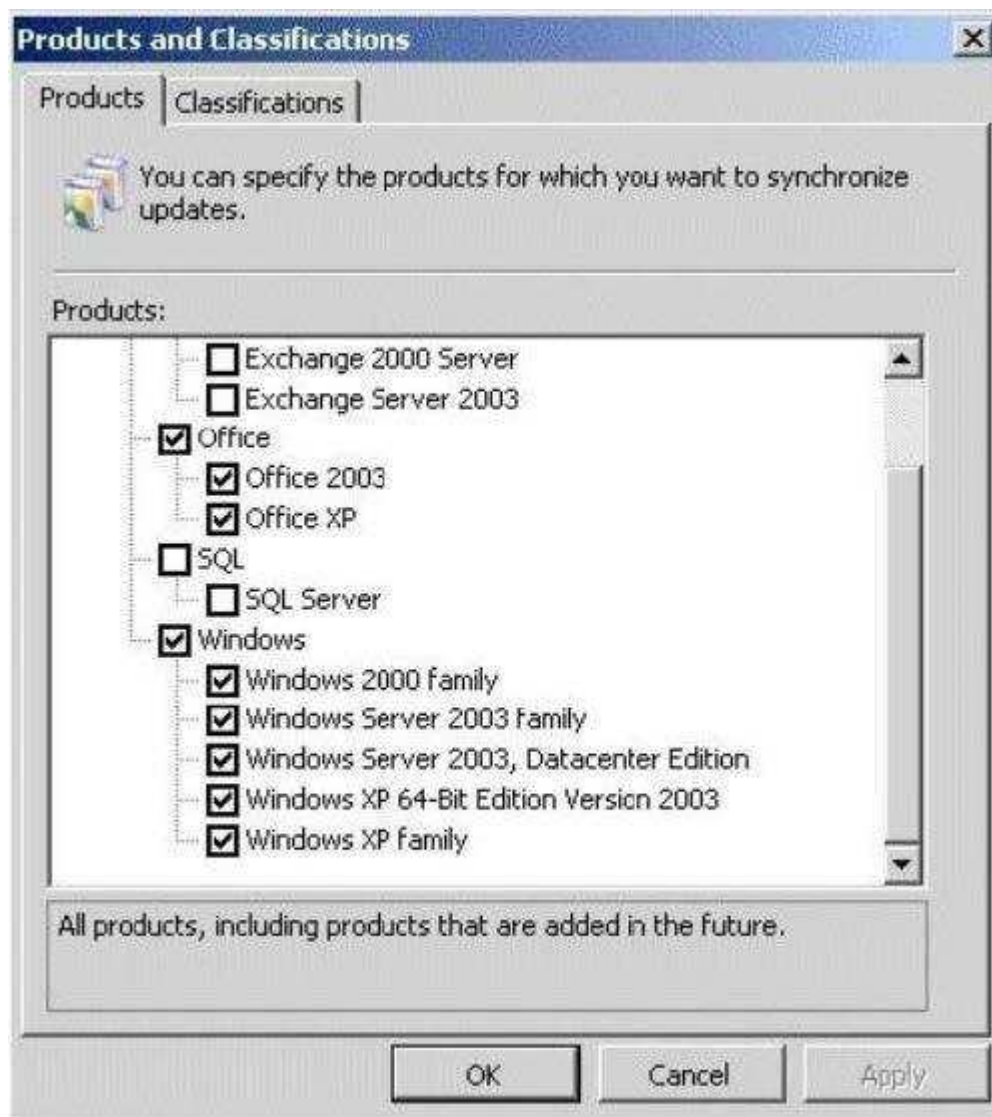 Products and Classifications
Products
Classifications
You can specify the products for which you want to synchronize
updates.
Products:
Exchange 2000 Server
Exchange Server 2003
Office
Office 2003
Office XP
SQL
SQL Server
Windows
Windows 2000 family
Windows Server 2003 family
Windows Server 2003, Datacenter Edition
Windows XP 64-Bit Edition Version 2003
Windows XP family
All products, including products that are added in the future.
OK
Cancel
Apply